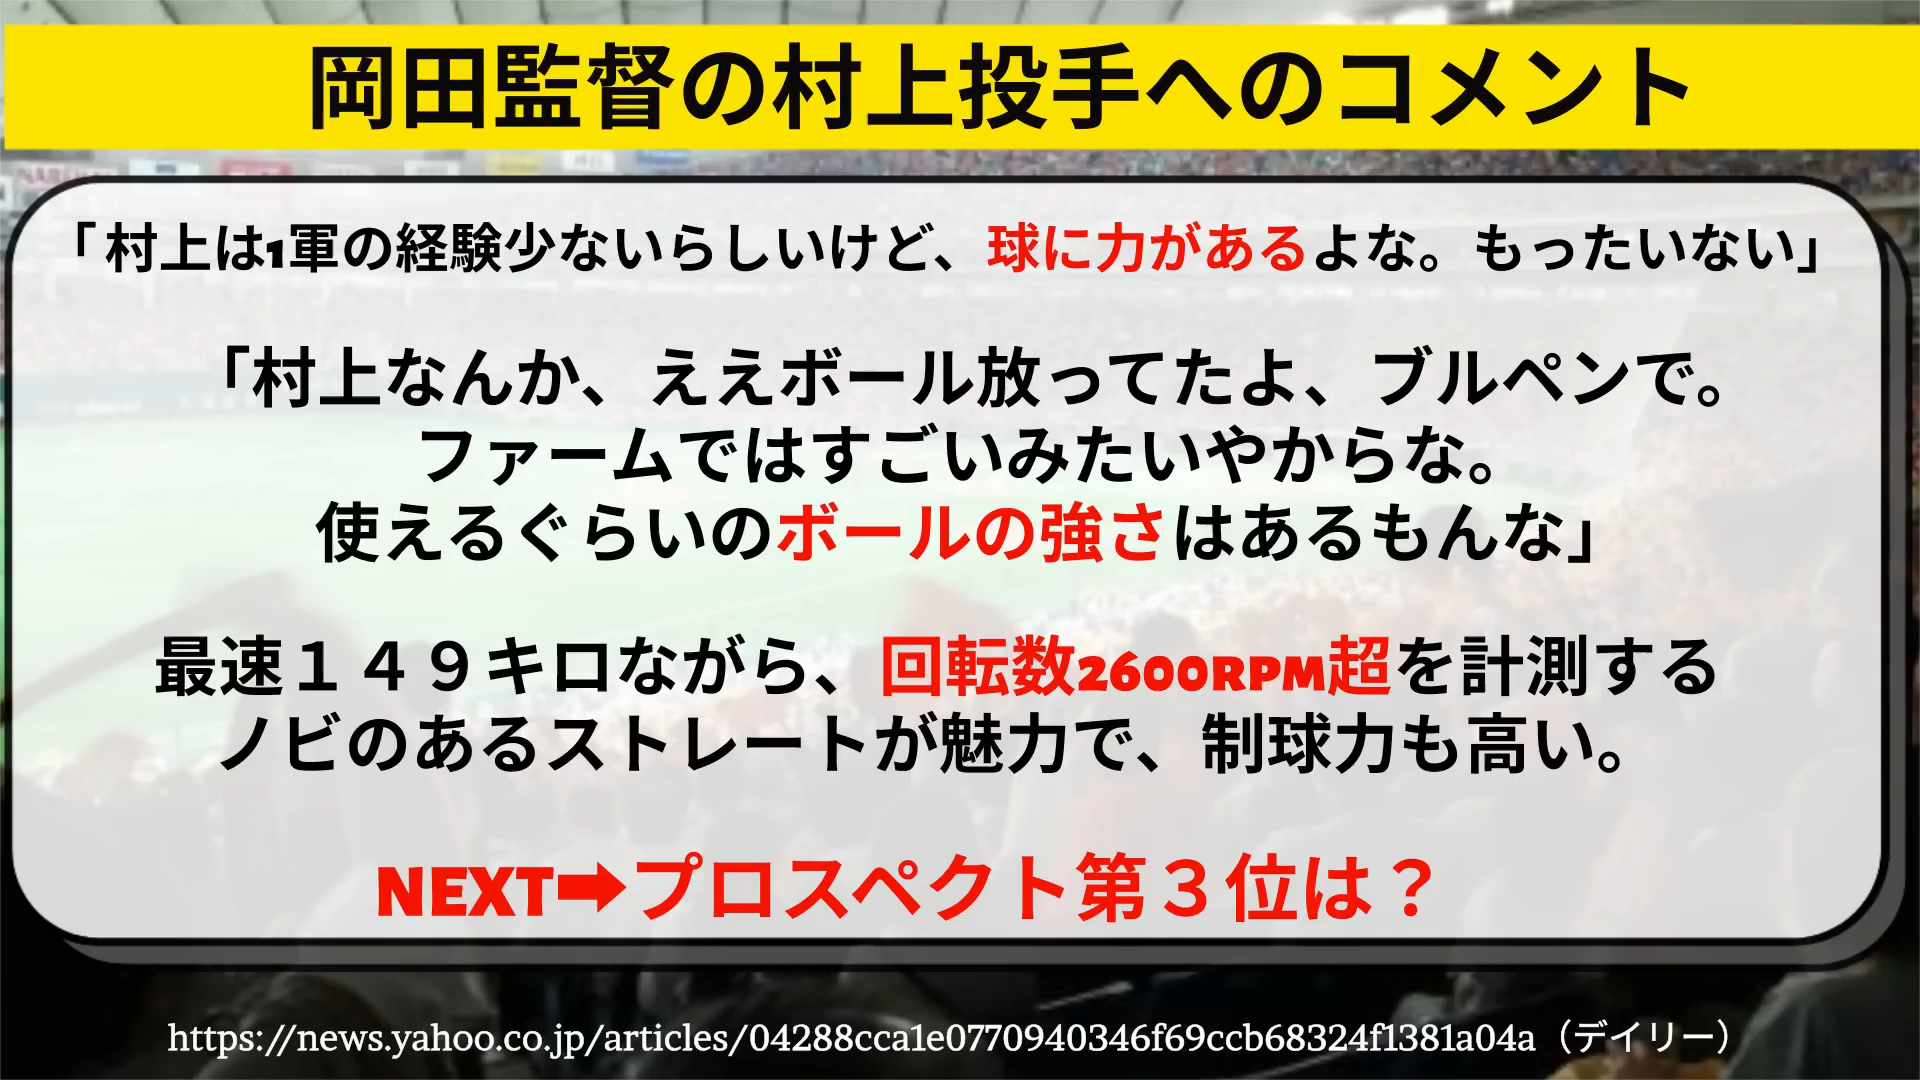 岡田監督の村上投手へのコメント
「村上は1軍の経験少ないらしいけど、球に力があるよな。もったいない」
「村上なんか、ええボール放ってたよ、ブルペンで。
ファームではすごいみたいやからな。
使えるぐらいのボールの強さはあるもんな」
最速１４９キロながら、回転数2600RPM超を計測する
ノビのあるストレートが魅力で、制球力も高い。
NEXT➡プロスペクト第３位は？
https://news.yahoo.co.jp/articles/04288cca1e0770940346f69ccb68324f1381a04a（デイリー）